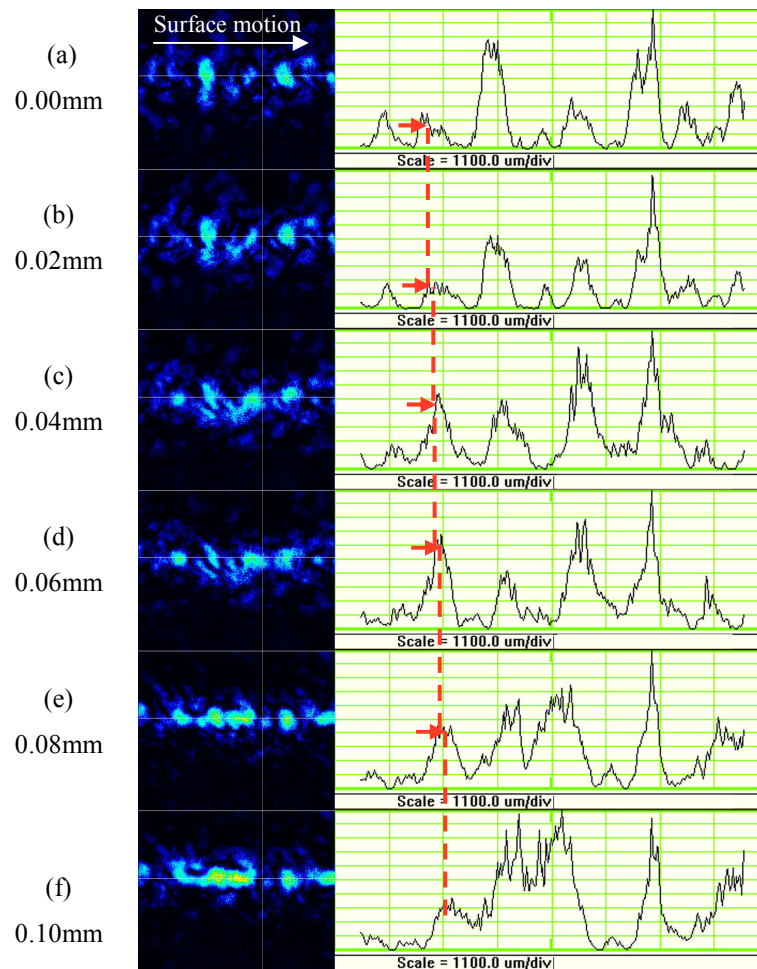 Surface motion
(a)
0.00mm
Scale = 1100.0 um/div
(b)
0.02mm
Scale = 1100.0 um/div
(c)
0.04mm
Scale = 1100.0 um/div
(d)
0.06mm
Scale = 1100.0 um/div
(e)
0.08mm
Scale = 1100.0 um/div
(f)
0.10mm
Scale = 1100.0 um/div